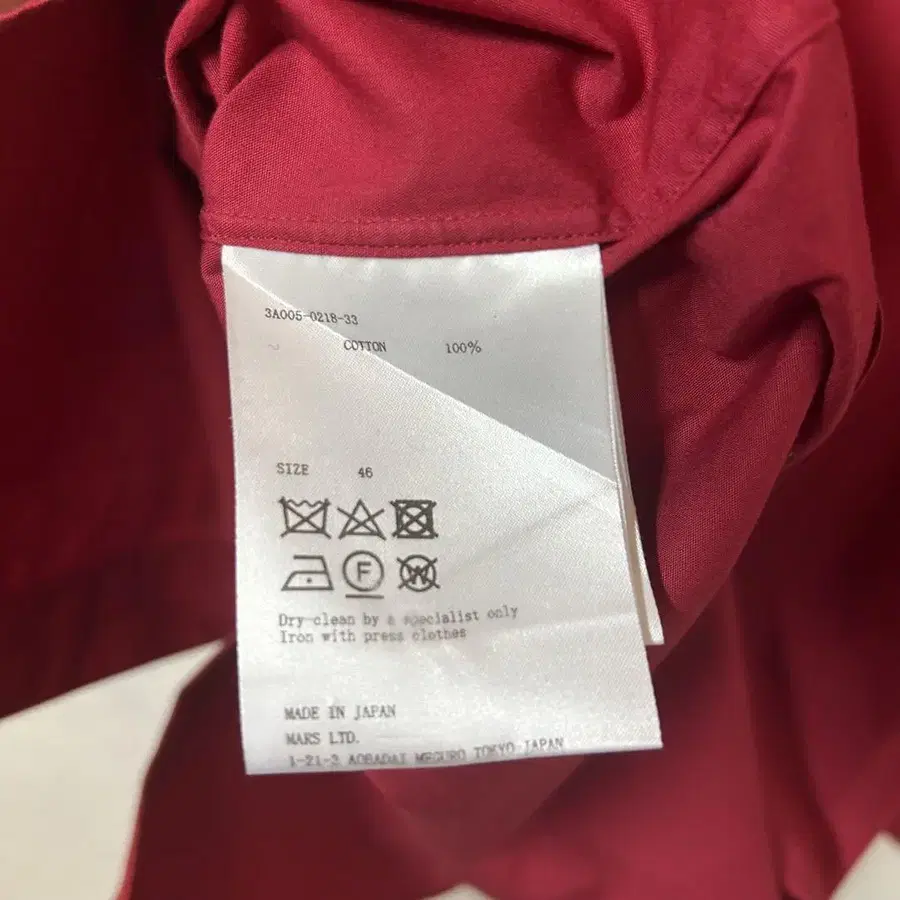 3A005-0218-33
COTTON 100%
SIZE 46
F
W
Dry-clean by a specialist only
Iron with press clothes
MADE IN JAPAN
MARS LTD.
1-21-3 AOBADAI MEGURO TOKYO JAPAN